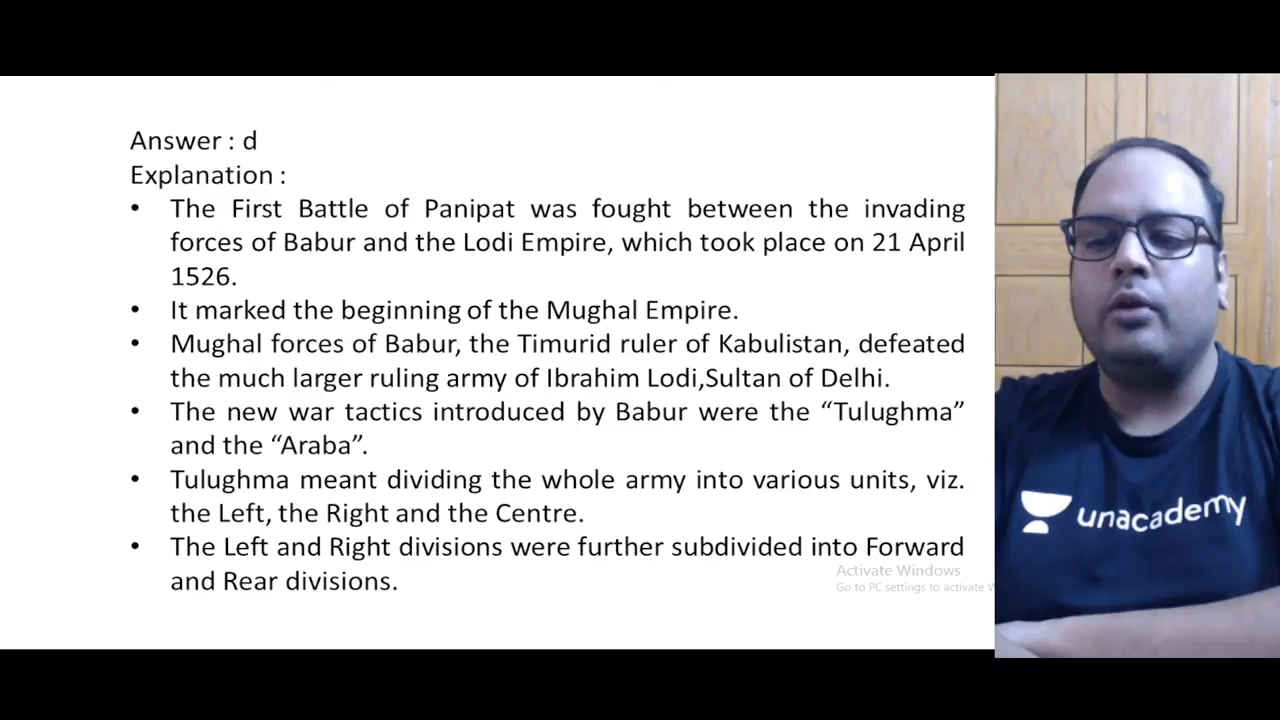 Answer : d
Explanation :
• The First Battle of Panipat was fought between the invading
forces of Babur and the Lodi Empire, which took place on 21 April
1526.
• It marked the beginning of the Mughal Empire.
• Mughal forces of Babur, the Timurid ruler of Kabulistan, defeated
the much larger ruling army of Ibrahim Lodi,Sultan of Delhi.
• The new war tactics introduced by Babur were the “Tulughma”
and the “Araba”.
• Tulughma meant dividing the whole army into various units, viz.
the Left, the Right and the Centre.
• The Left and Right divisions were further subdivided into Forward
and Rear divisions.
Activate Windows
Go to PC settings to activate W
unacademy